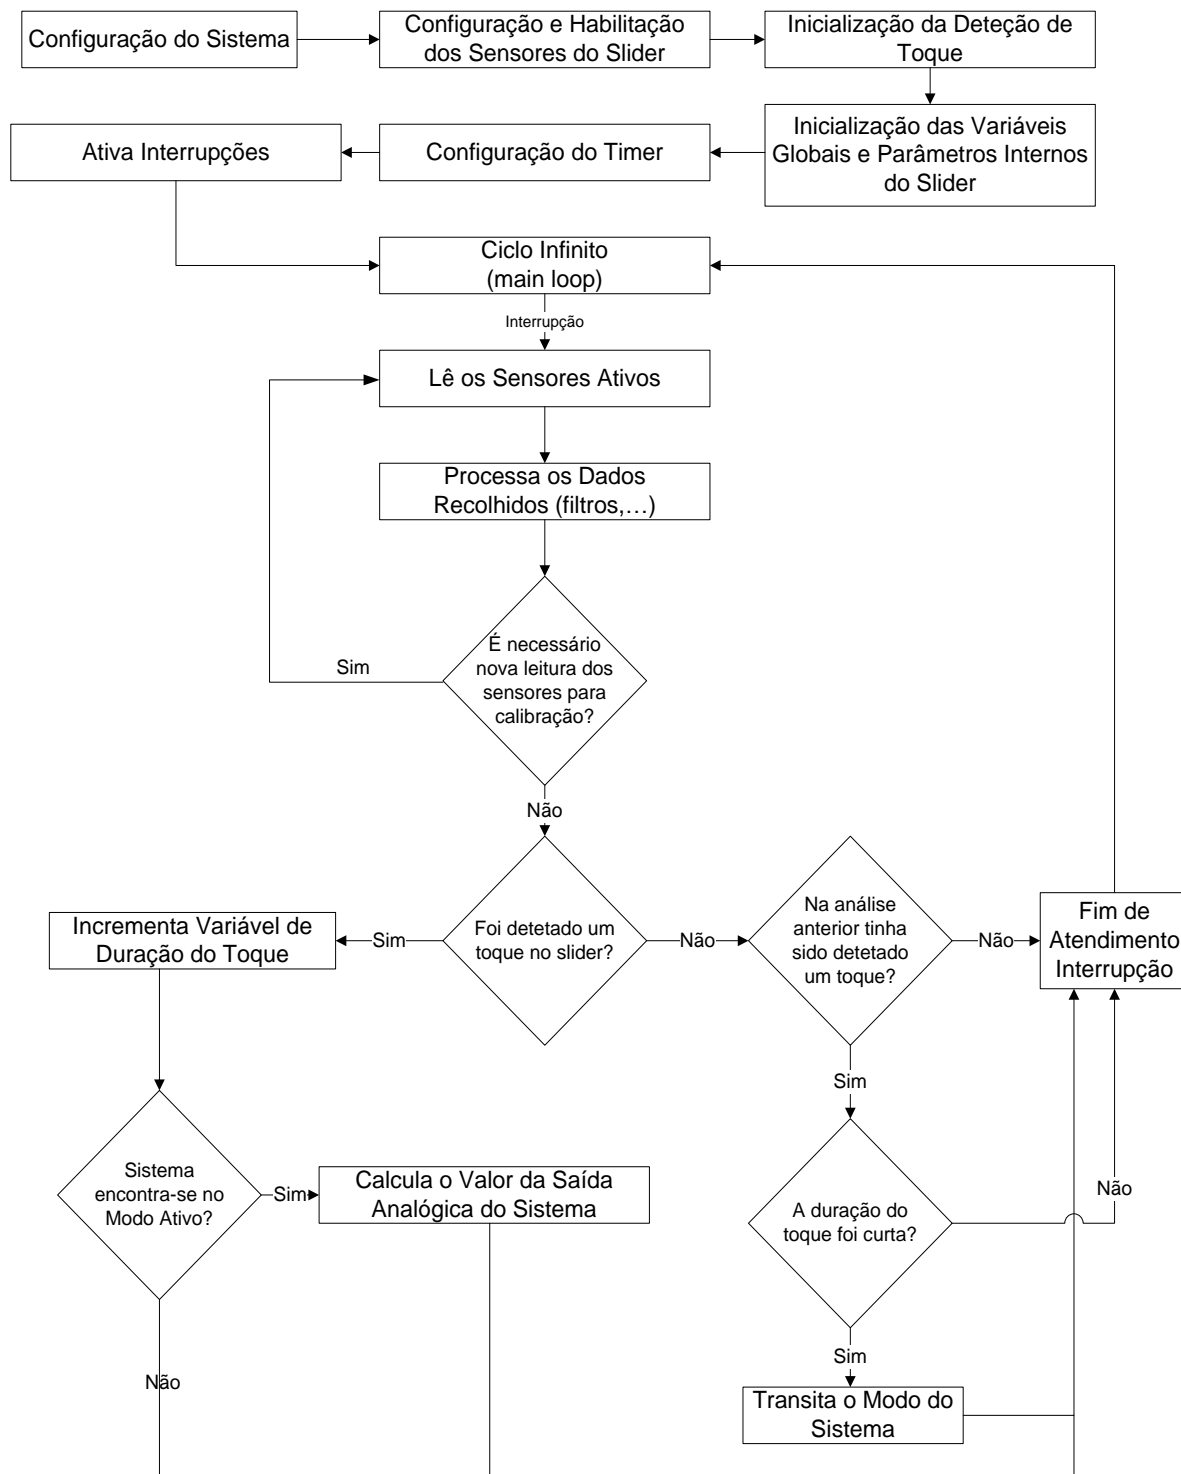 Configuração do Sistema
Configuração e Habilitação
dos Sensores do Slider
Inicialização da Deteção de
Toque
Ativa Interrupções
Configuração do Timer
Inicialização das Variáveis
Globais e Parâmetros Internos
do Slider
Ciclo Infinito
(main loop)
Interrupção
Lê os Sensores Ativos
Processa os Dados
Recolhidos (filtros,…)
É necessário
nova leitura dos
sensores para
calibração?
Sim
Não
Incrementa Variável de
Duração do Toque
Sim
Foi detetado um
toque no slider?
Não
Na análise
anterior tinha
sido detetado
um toque?
Não
Fim de
Atendimento
Interrupção
Sim
Sistema
encontra-se no
Modo Ativo?
Sim
Calcula o Valor da Saída
Analógica do Sistema
A duração do
toque foi curta?
Não
Não
Sim
Transita o Modo do
Sistema